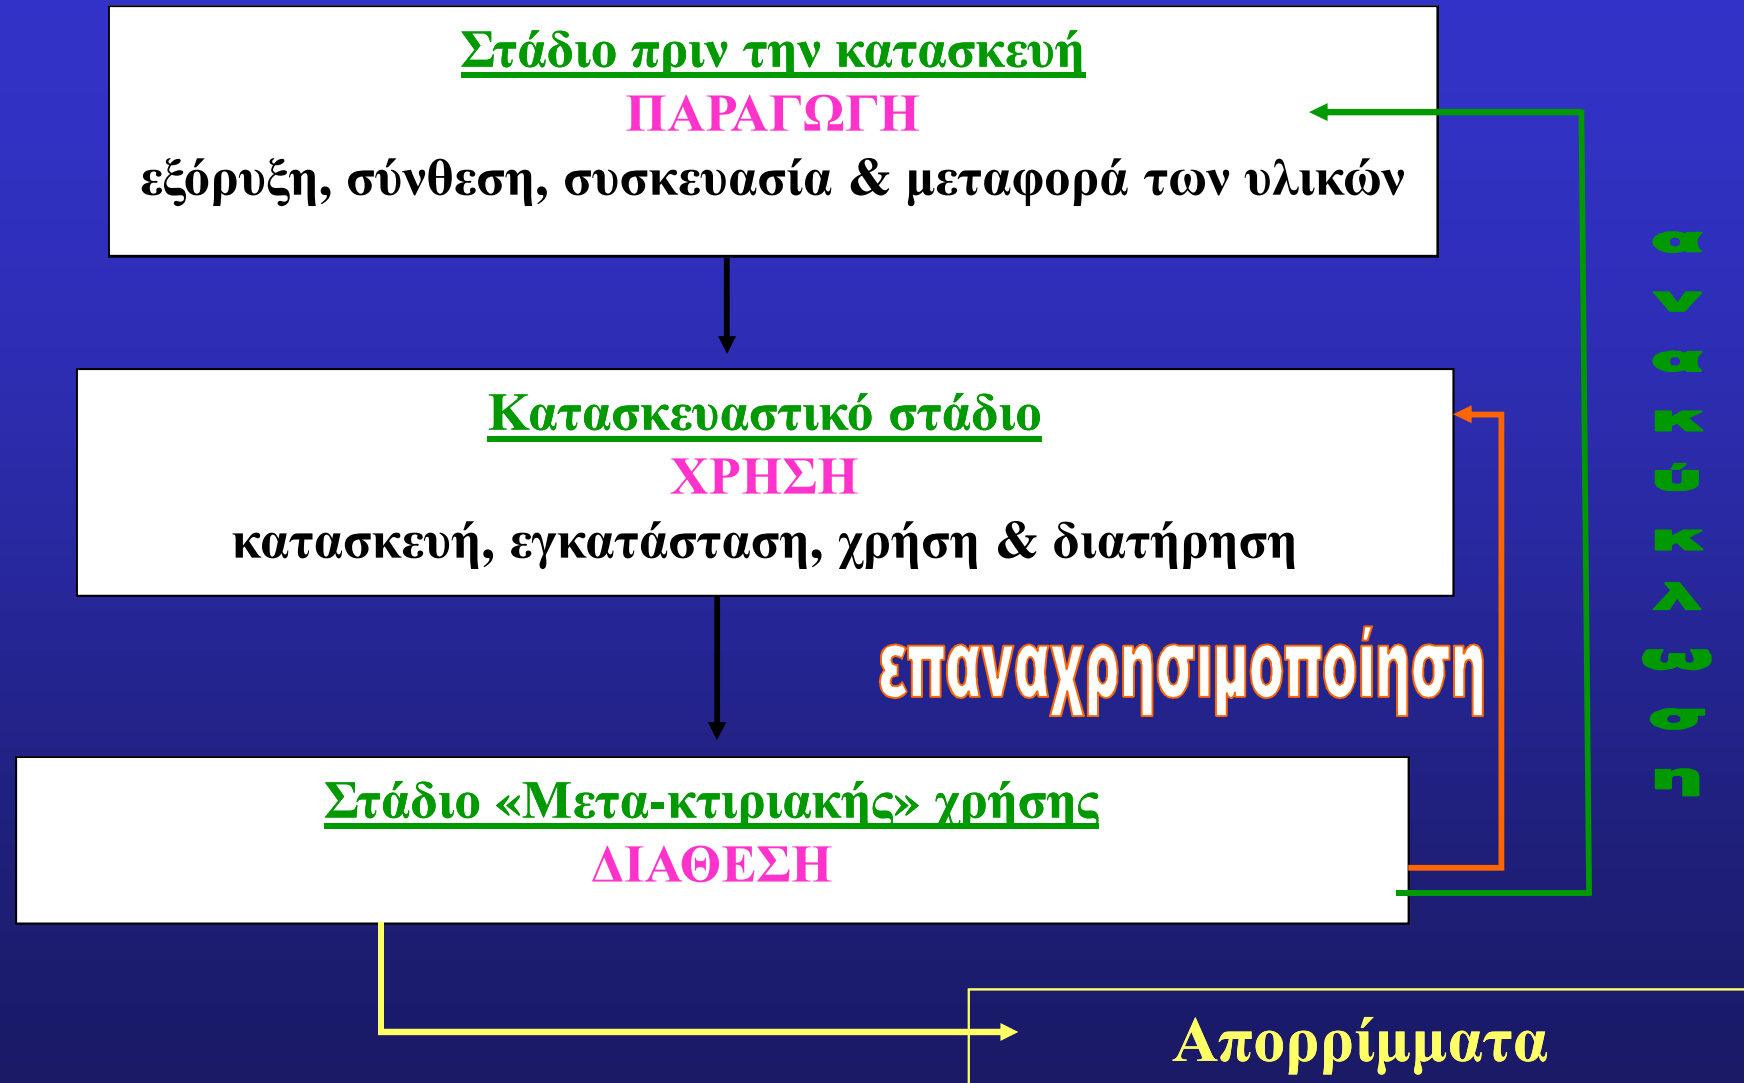 Στάδιο πριν την κατασκευή
ΠΑΡΑΓΩΓΗ
εξόρυξη, σύνθεση, συσκευασία & μεταφορά των υλικών
Κατασκευαστικό στάδιο
ΧΡΗΣΗ
κατασκευή, εγκατάσταση, χρήση & διατήρηση
επαναχρησιμοποίηση
ανακύκλωση
Στάδιο «Μετα-κτιριακής» χρήσης
ΔΙΑΘΕΣΗ
Απορρίμματα